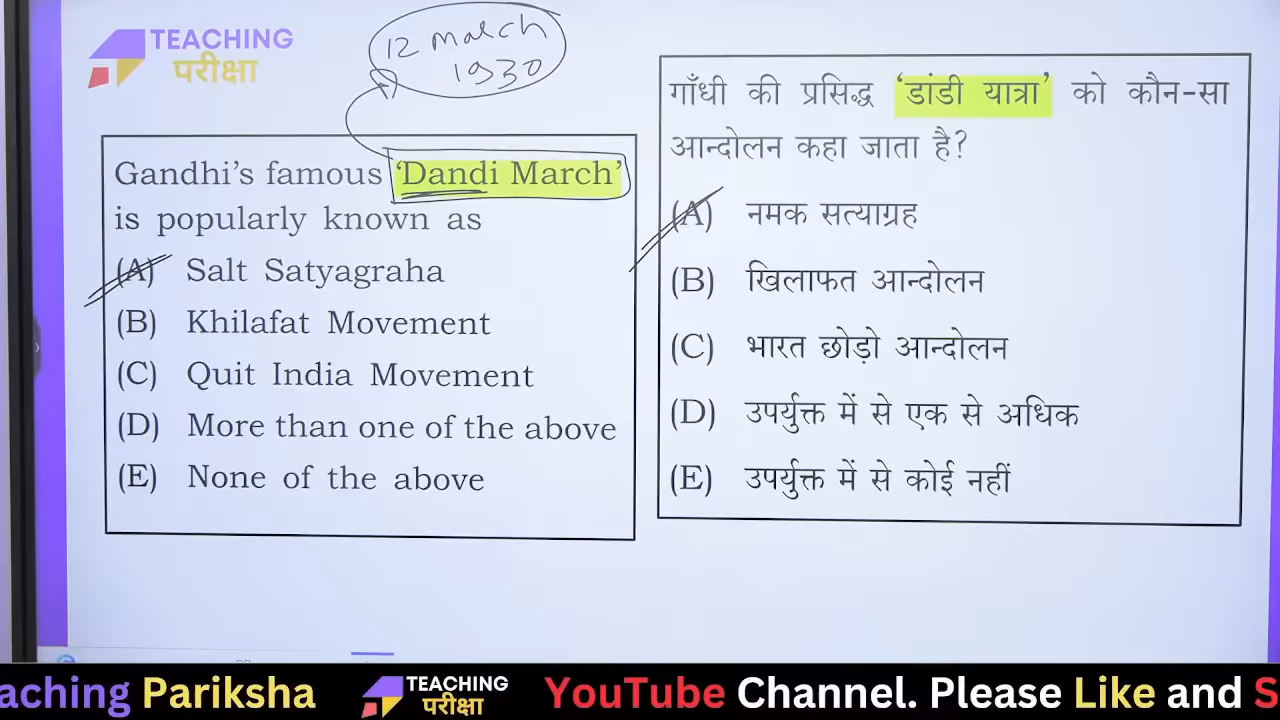 TEACHING
परीक्षा
12 March
1930
Gandhi's famous 'Dandi March'
is popularly known as
(A) Salt Satyagraha
(B) Khilafat Movement
(C) Quit India Movement
(D) More than one of the above
(E) None of the above
गाँधी की प्रसिद्ध 'डांडी यात्रा' को कौन-सा
आन्दोलन कहा जाता है?
(A) नमक सत्याग्रह
(B) खिलाफत आन्दोलन
(C) भारत छोड़ो आन्दोलन
(D) उपर्युक्त में से एक से अधिक
(E) उपर्युक्त में से कोई नहीं
eaching Pariksha TEACHING परीक्षा YouTube Channel. Please Like and S